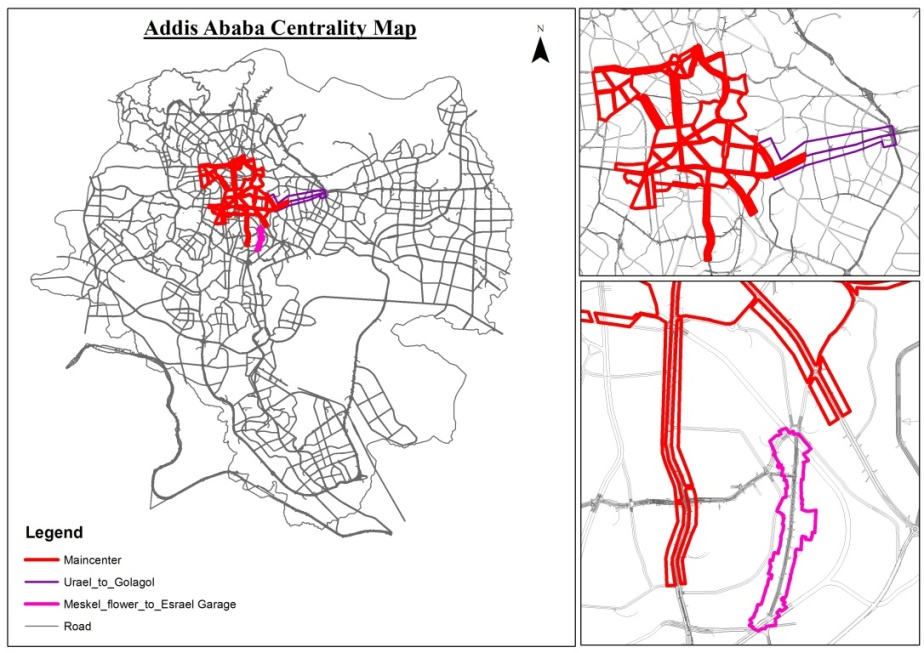 Addis Ababa Centrality Map
N
Legend
Maincenter
Urael_to_Golagol
Meskel_flower_to_Esrael Garage
Road